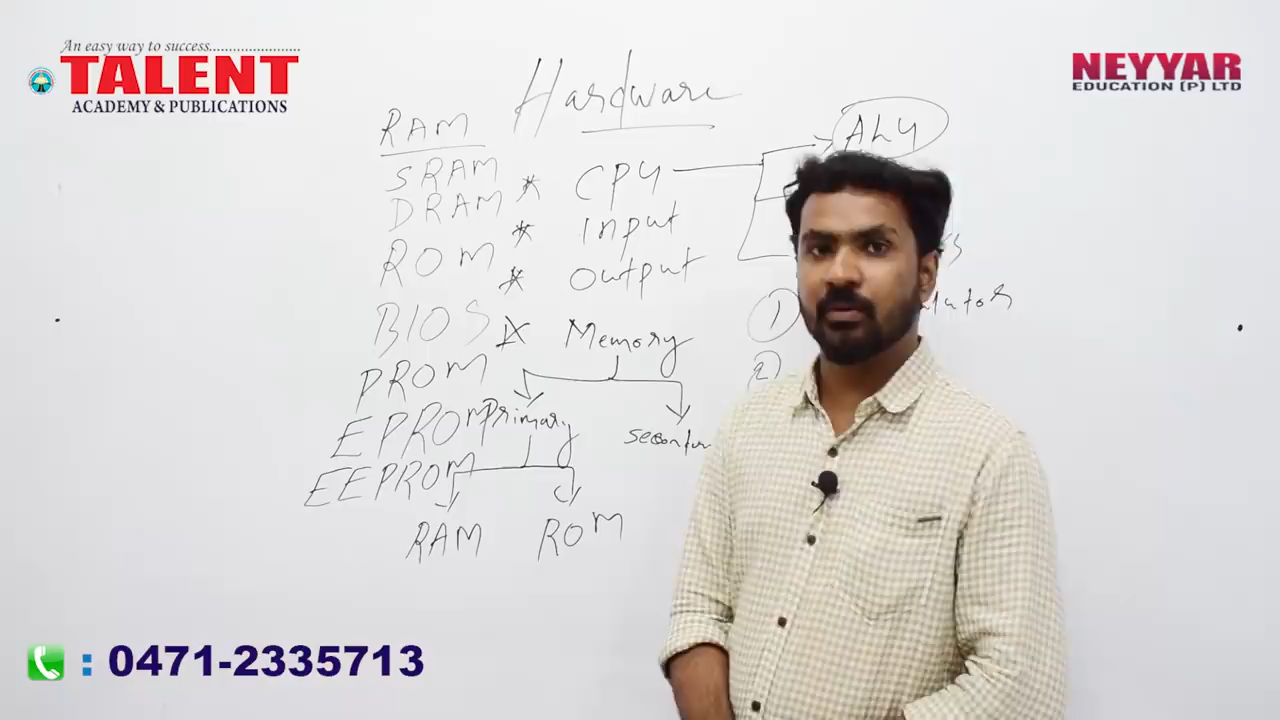 An easy way to success......................
TALENT
ACADEMY & PUBLICATIONS
NEYYAR
EDUCATION (P) LTD
Hardware
RAM
SRAM
DRAM
ROM
BIOS
PROM
EPROM
EEPROM
* CPU
* Input
* Output
Memory
Primary
RAM
ROM
ALU
1
2
: 0471-2335713